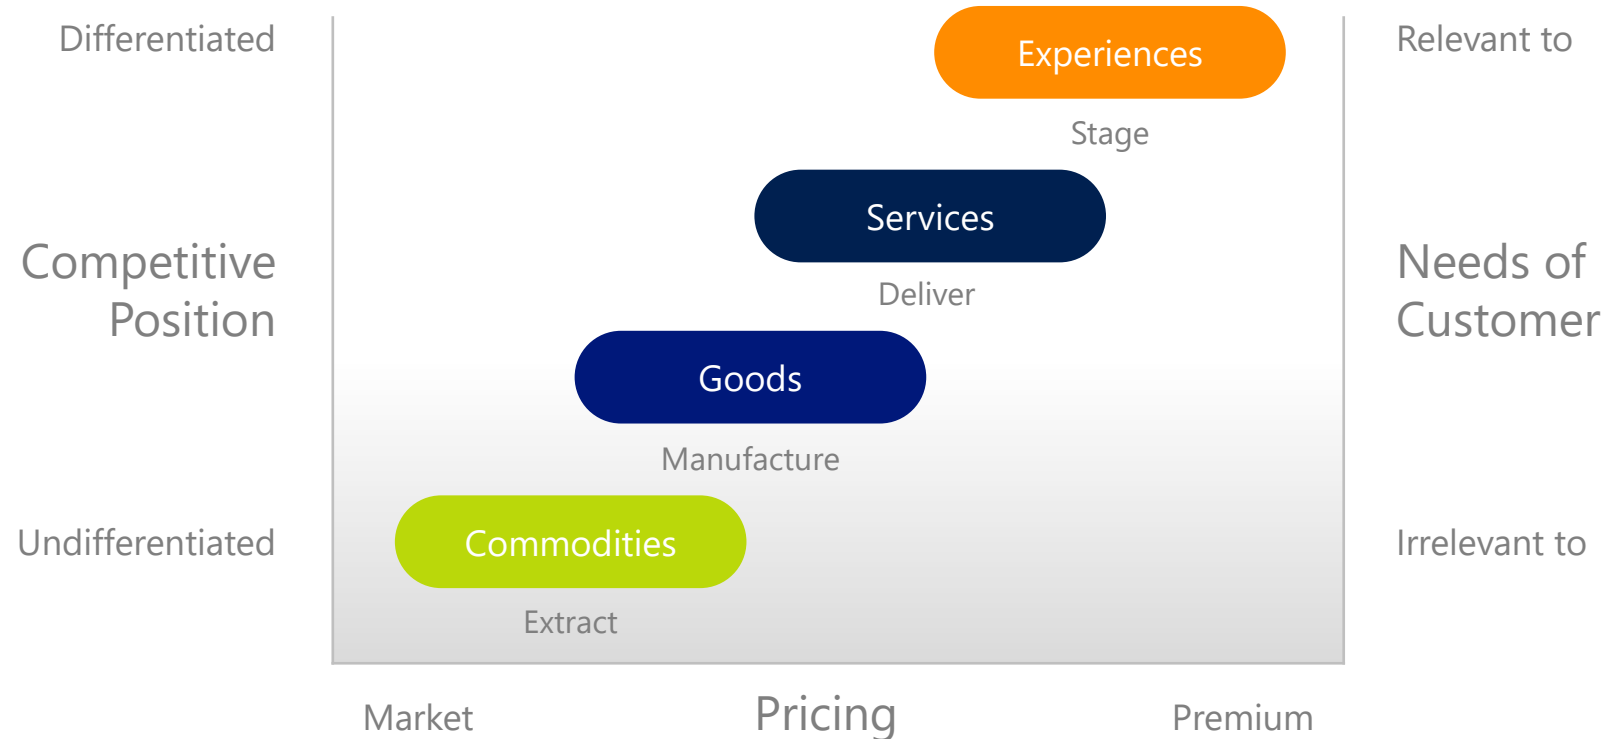 Differentiated
Experiences
Relevant to
Stage
Services
Competitive
Position
Deliver
Needs of
Customer
Goods
Manufacture
Undifferentiated
Commodities
Irrelevant to
Extract
Market
Pricing
Premium